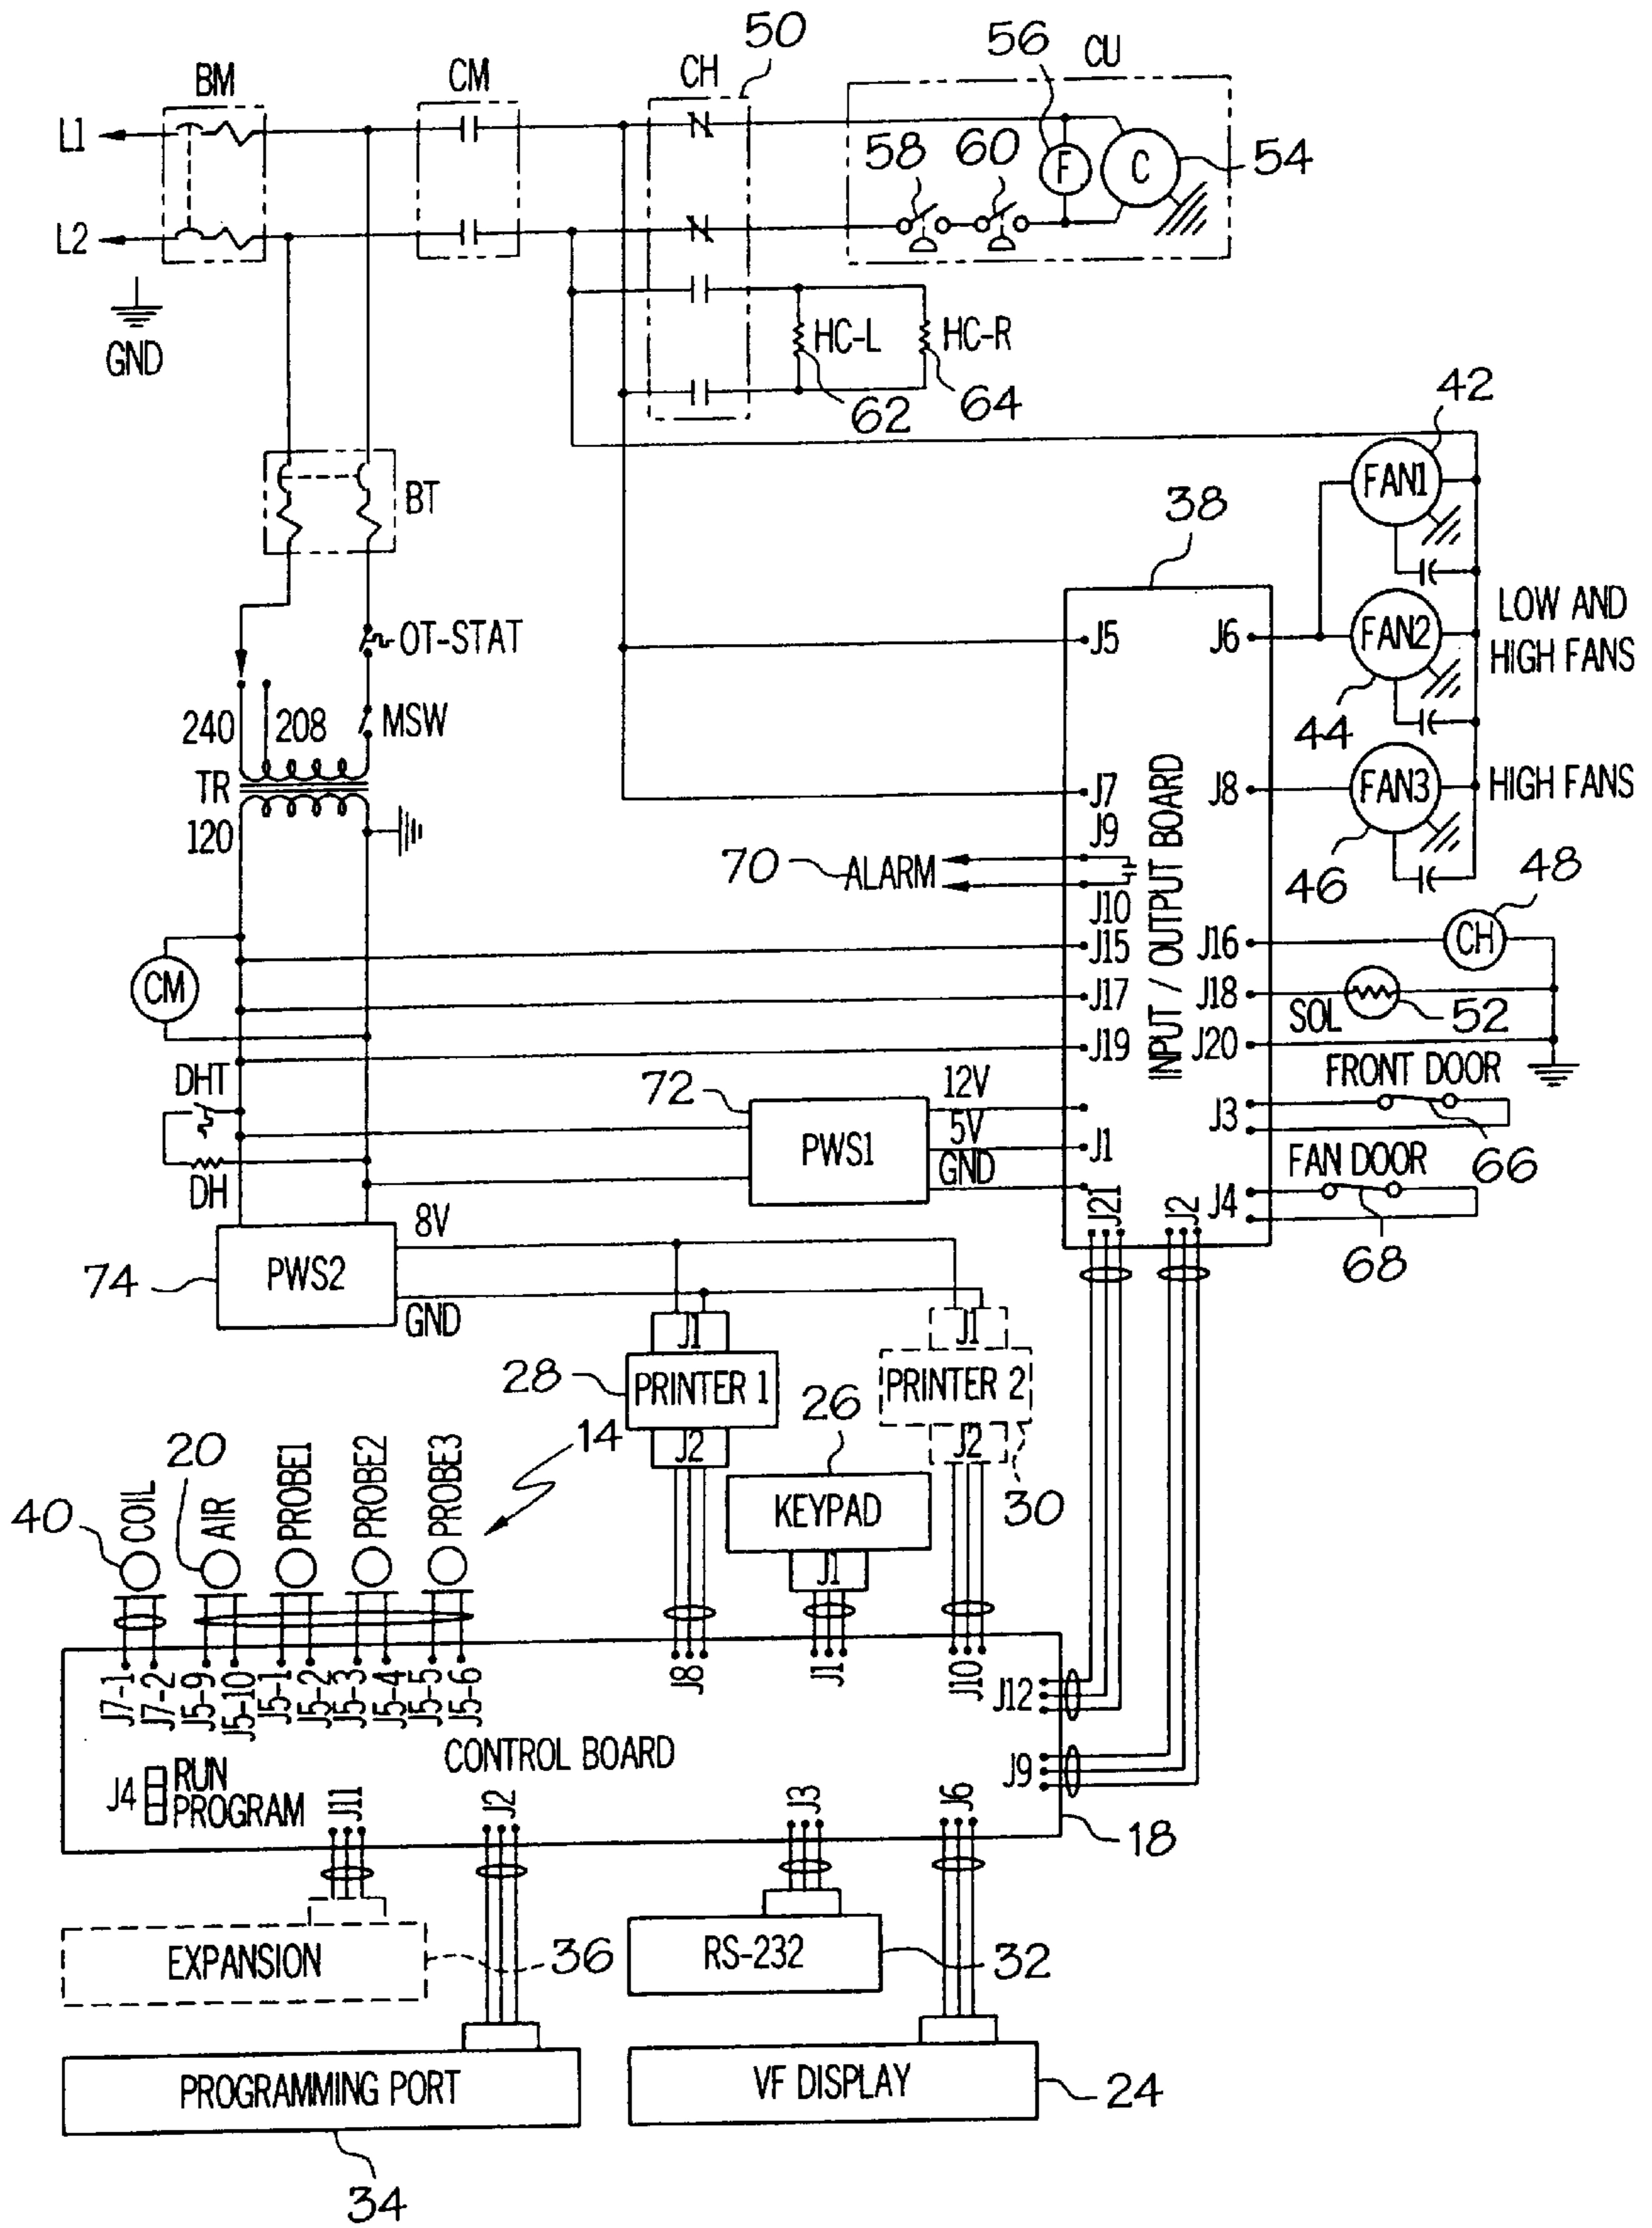 50
56
CU
BM
CM
CH
L1
58
60
F
C
54
L2
GND
HC-L
HC-R
62
64
42
FAN1
BT
38
LOW AND
HIGH FANS
OT-STAT
J5
J6
FAN2
44
240
208
MSW
TR
120
J7
J8
FAN3
HIGH FANS
46
J9
70
ALARM
J10
INPUT / OUTPUT BOARD
48
J15
J16
CH
CM
J17
J18
SOL
52
J19
J20
DHT
72
12V
FRONT DOOR
PWS1
5V
J1
GND
J3
66
DH
FAN DOOR
J21
J2
J4
68
8V
74
PWS2
GND
J1
J1
28
PRINTER 1
26
PRINTER 2
14
J2
J2
30
20
40
COIL
AIR
PROBE1
PROBE2
PROBE3
KEYPAD
J1
J7-1
J7-2
J5-9
J5-10
J5-1
J5-2
J5-3
J5-4
J5-5
J5-6
J8
J1
J10
J12
CONTROL BOARD
J9
J4
RUN
PROGRAM
J11
J2
J3
J6
18
EXPANSION
36
RS-232
32
PROGRAMMING PORT
VF DISPLAY
24
34